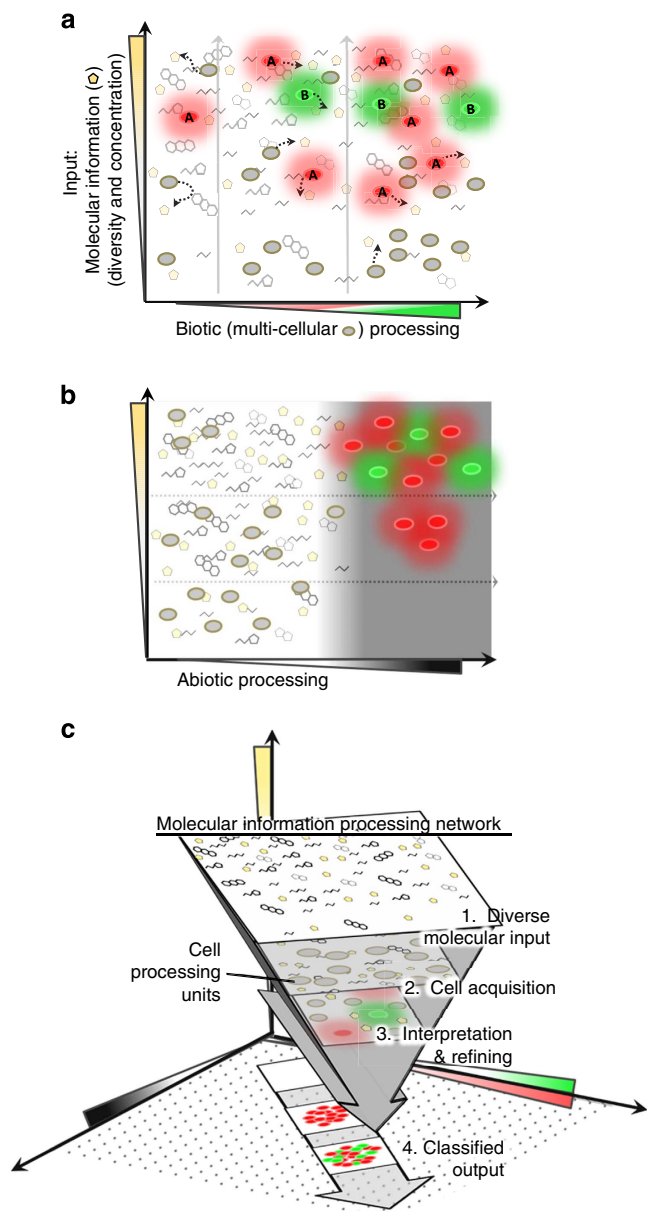 a
Input:
Molecular information ( )
(diversity and concentration)
A
A
A
B
B
B
A
A
A
A
A
Biotic (multi-cellular ) processing
b
Abiotic processing
c
Molecular information processing network
1. Diverse
molecular input
Cell
processing
units
2. Cell acquisition
3. Interpretation
& refining
4. Classified
output